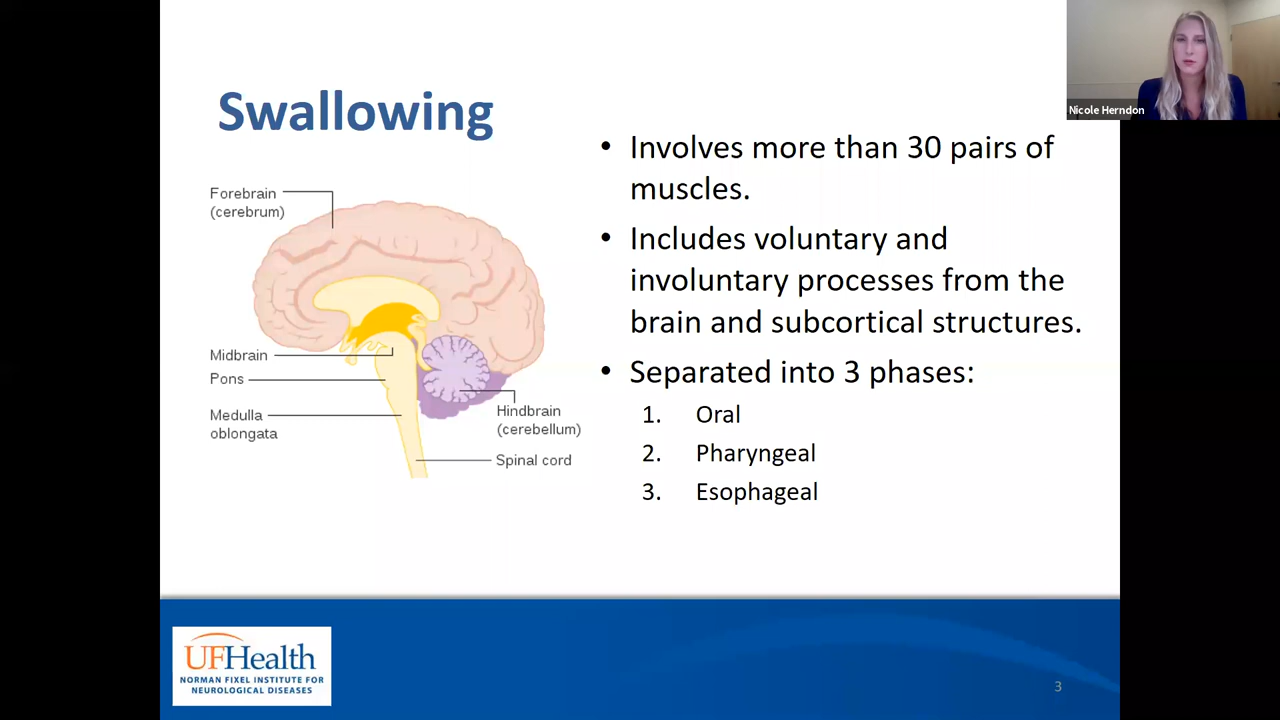 Swallowing
Forebrain
(cerebrum)
Midbrain
Pons
Medulla
oblongata
Hindbrain
(cerebellum)
Spinal cord
• Involves more than 30 pairs of
muscles.
• Includes voluntary and
involuntary processes from the
brain and subcortical structures.
• Separated into 3 phases:
1. Oral
2. Pharyngeal
3. Esophageal
Nicole Herndon
UFHealth
NORMAN FIXEL INSTITUTE FOR
NEUROLOGICAL DISEASES
3